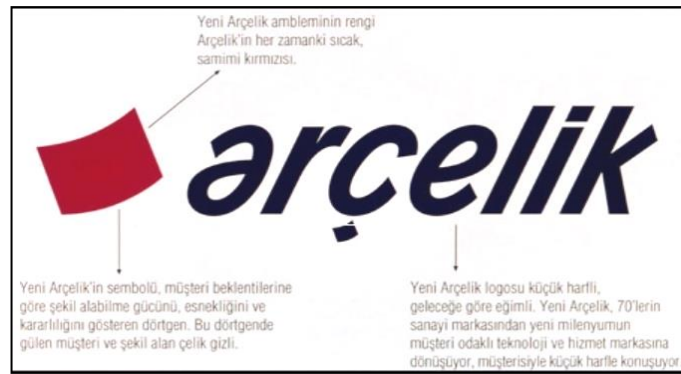 Yeni Arçelik ambleminin rengi
Arçelik'in her zamanki sıcak,
samimi kırmızısı.
arçelik
Yeni Arçelik'in sembolü, müşteri beklentilerine
göre şekil alabilme gücünü, esnekliğini ve
kararlılığını gösteren dörtgen. Bu dörtgende
gülen müşteri ve şekil alan çelik gizli.
Yeni Arçelik logosu küçük harfli,
geleceğe göre eğimli. Yeni Arçelik, 70'lerin
sanayi markasından yeni milenyumun
müşteri odaklı teknoloji ve hizmet markasına
dönüşüyor, müşterisiyle küçük harfle konuşuyor.